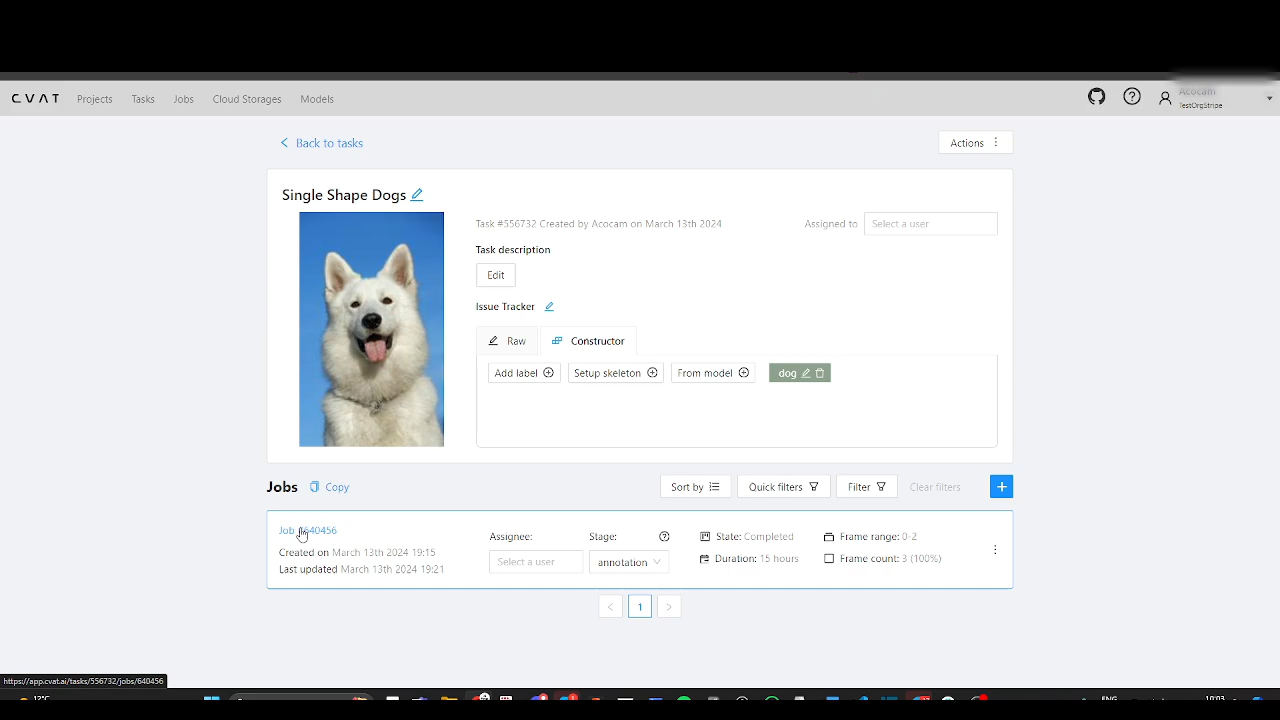 CVAT Projects Tasks Jobs Cloud Storages Models Acocam
TestOrgStripe
Back to tasks Actions
Single Shape Dogs
Task #556732 Created by Acocam on March 13th 2024 Assigned to Select a user
Task description
Edit
Issue Tracker
Raw Constructor
Add label Setup skeleton From model dog
Jobs Copy Sort by Quick filters Filter Clear filters
Job #640456 Assignee: Stage: State: Completed Frame range: 0-2
Created on March 13th 2024 19:15 Select a user annotation Duration: 15 hours Frame count: 3 (100%)
Last updated March 13th 2024 19:21
1
https://app.cvat.ai/tasks/556732/jobs/640456